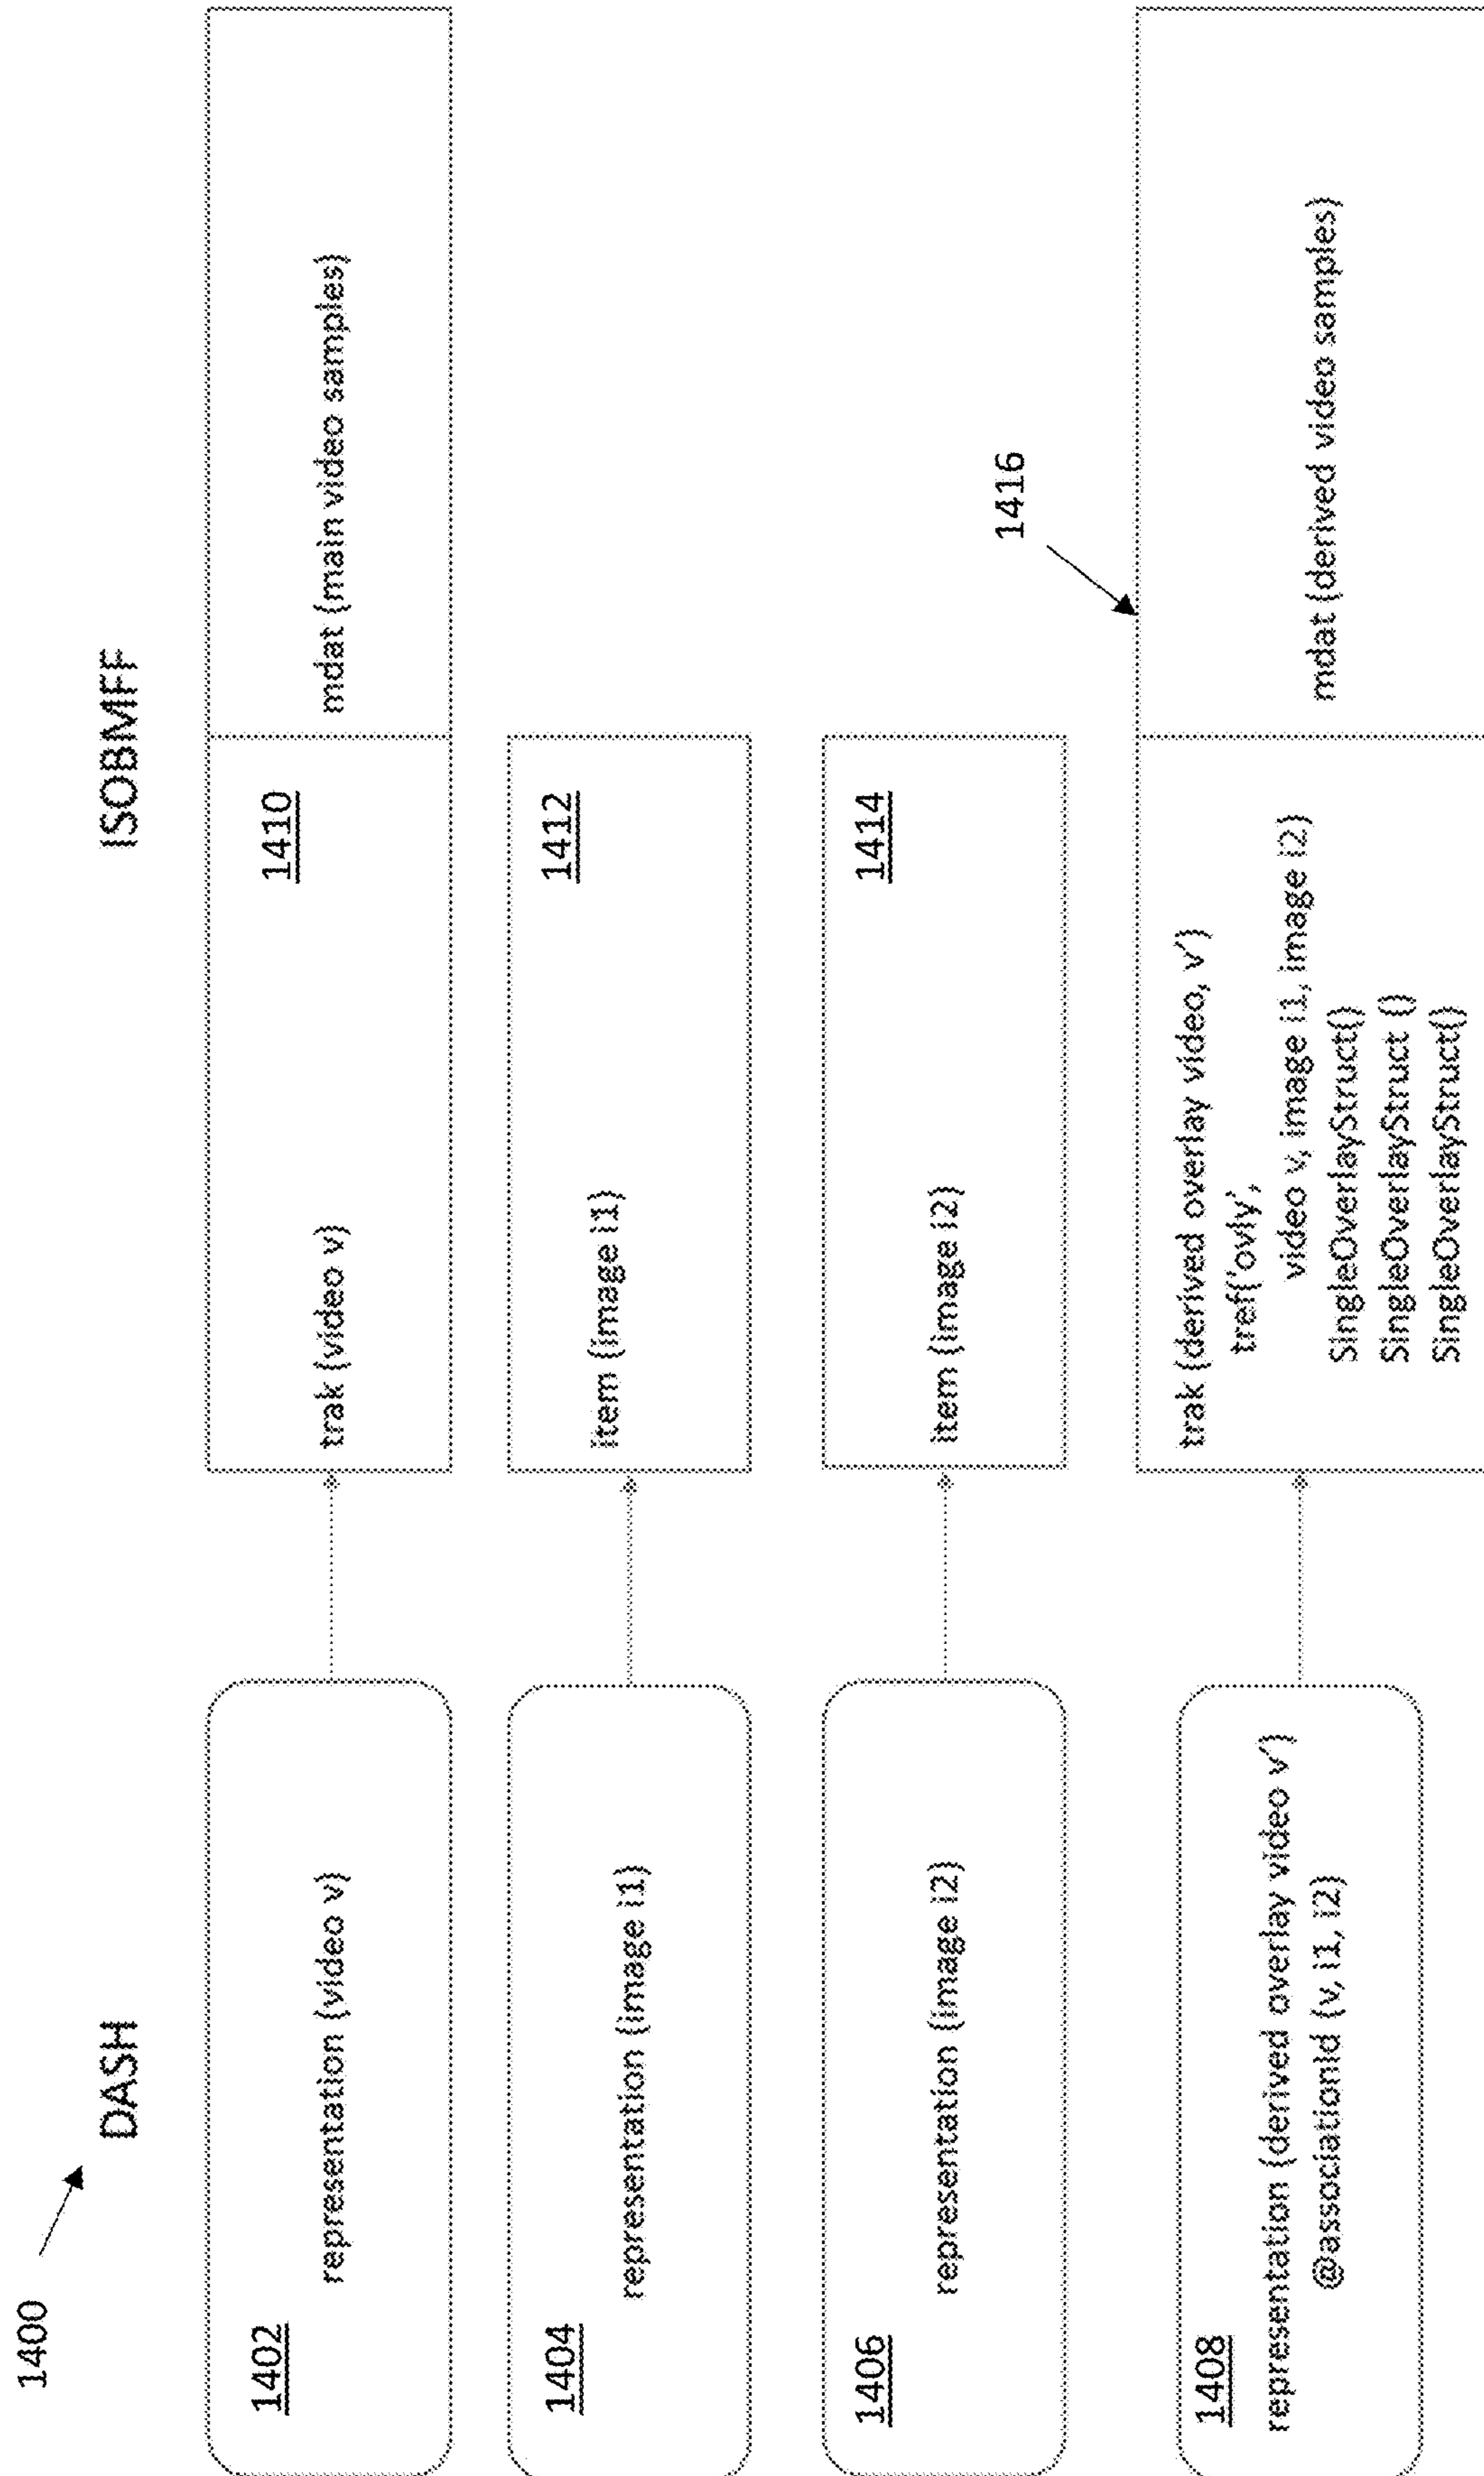 1400
DASH
ISOBMFF
1402
representation (video v)
trak (video v)
1410
mdat (main video samples)
1404
representation (image i1)
item (image i1)
1412
1406
representation (image i2)
item (image i2)
1414
1408
representation (derived overlay video v')
@associationId (v, i1, i2)
1416
trak (derived overlay video, v')
tref('ovly',
video v, image i1, image i2)
SingleOverlayStruct()
SingleOverlayStruct ()
SingleOverlayStruct()
mdat (derived video samples)